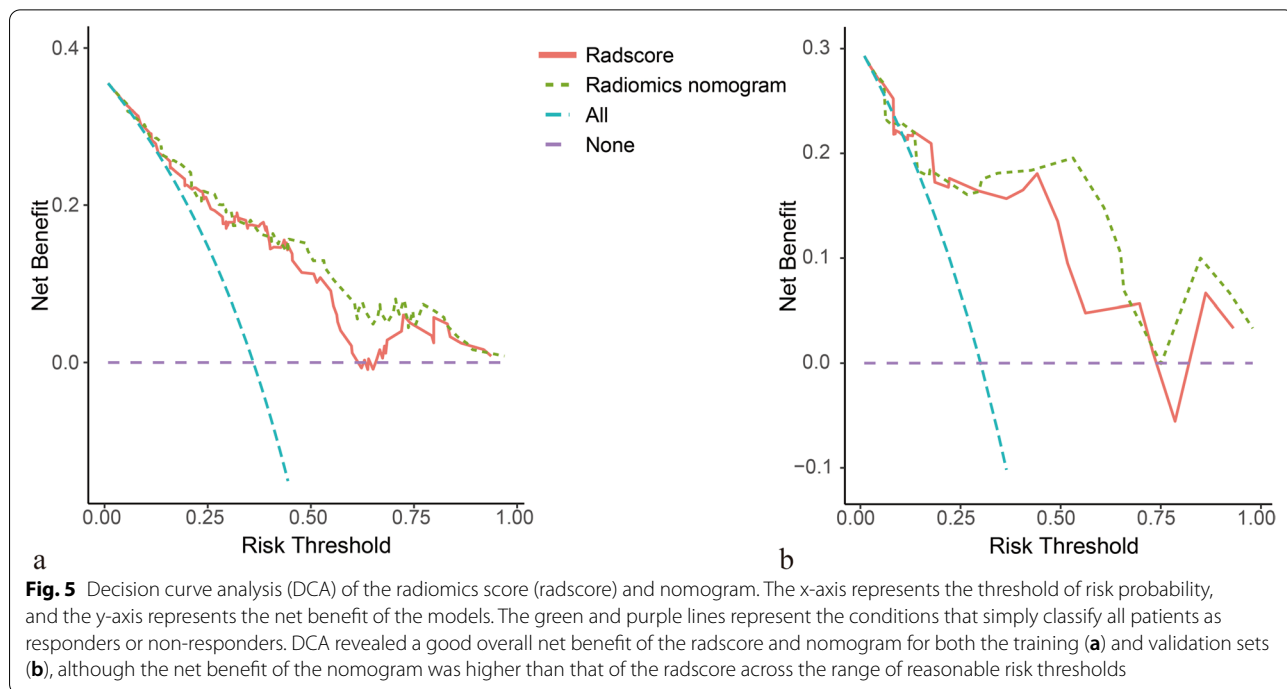 0.4
0.2
0.0
Net Benefit
0.00 0.25 0.50 0.75 1.00
Risk Threshold
a
Radscore
Radiomics nomogram
All
None
0.3
0.2
0.1
0.0
−0.1
Net Benefit
0.00 0.25 0.50 0.75 1.00
Risk Threshold
b
Fig. 5 Decision curve analysis (DCA) of the radiomics score (radscore) and nomogram. The x-axis represents the threshold of risk probability,
and the y-axis represents the net benefit of the models. The green and purple lines represent the conditions that simply classify all patients as
responders or non-responders. DCA revealed a good overall net benefit of the radscore and nomogram for both the training (a) and validation sets
(b), although the net benefit of the nomogram was higher than that of the radscore across the range of reasonable risk thresholds